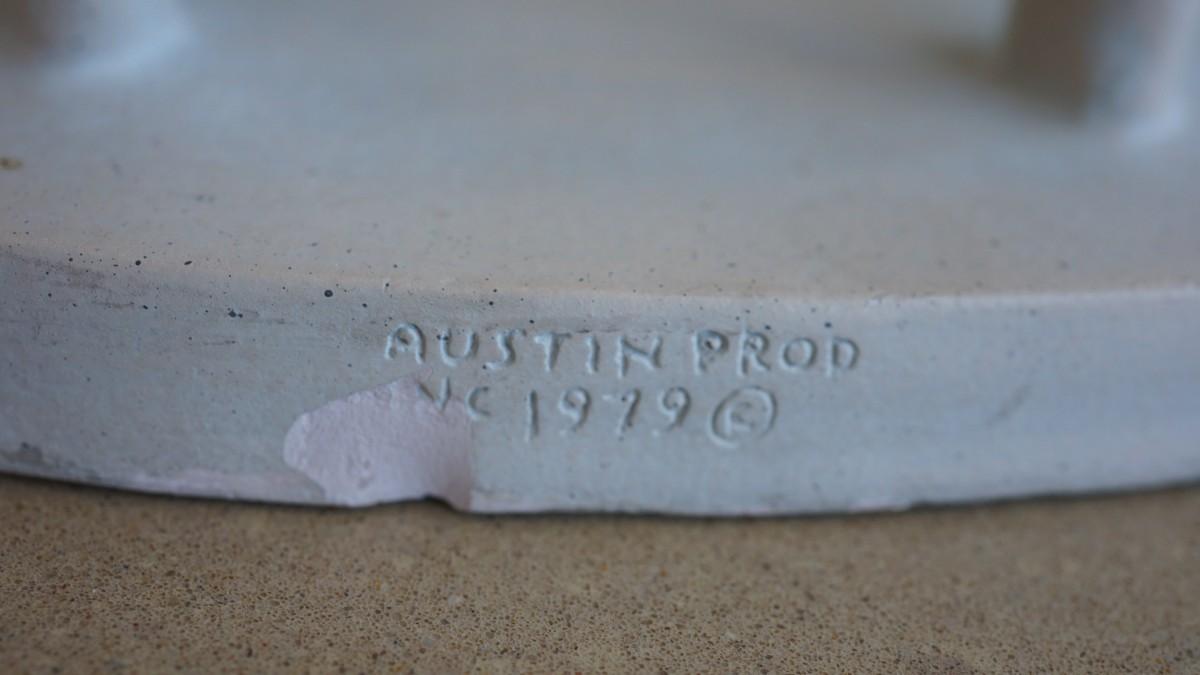 AUSTIN PROD
VC 1979 ®